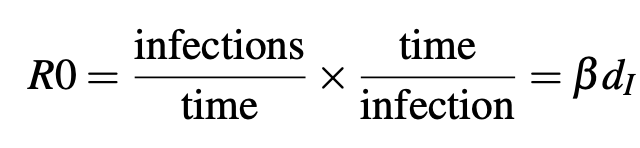 R0 = infections/time × time/infection = βd_I